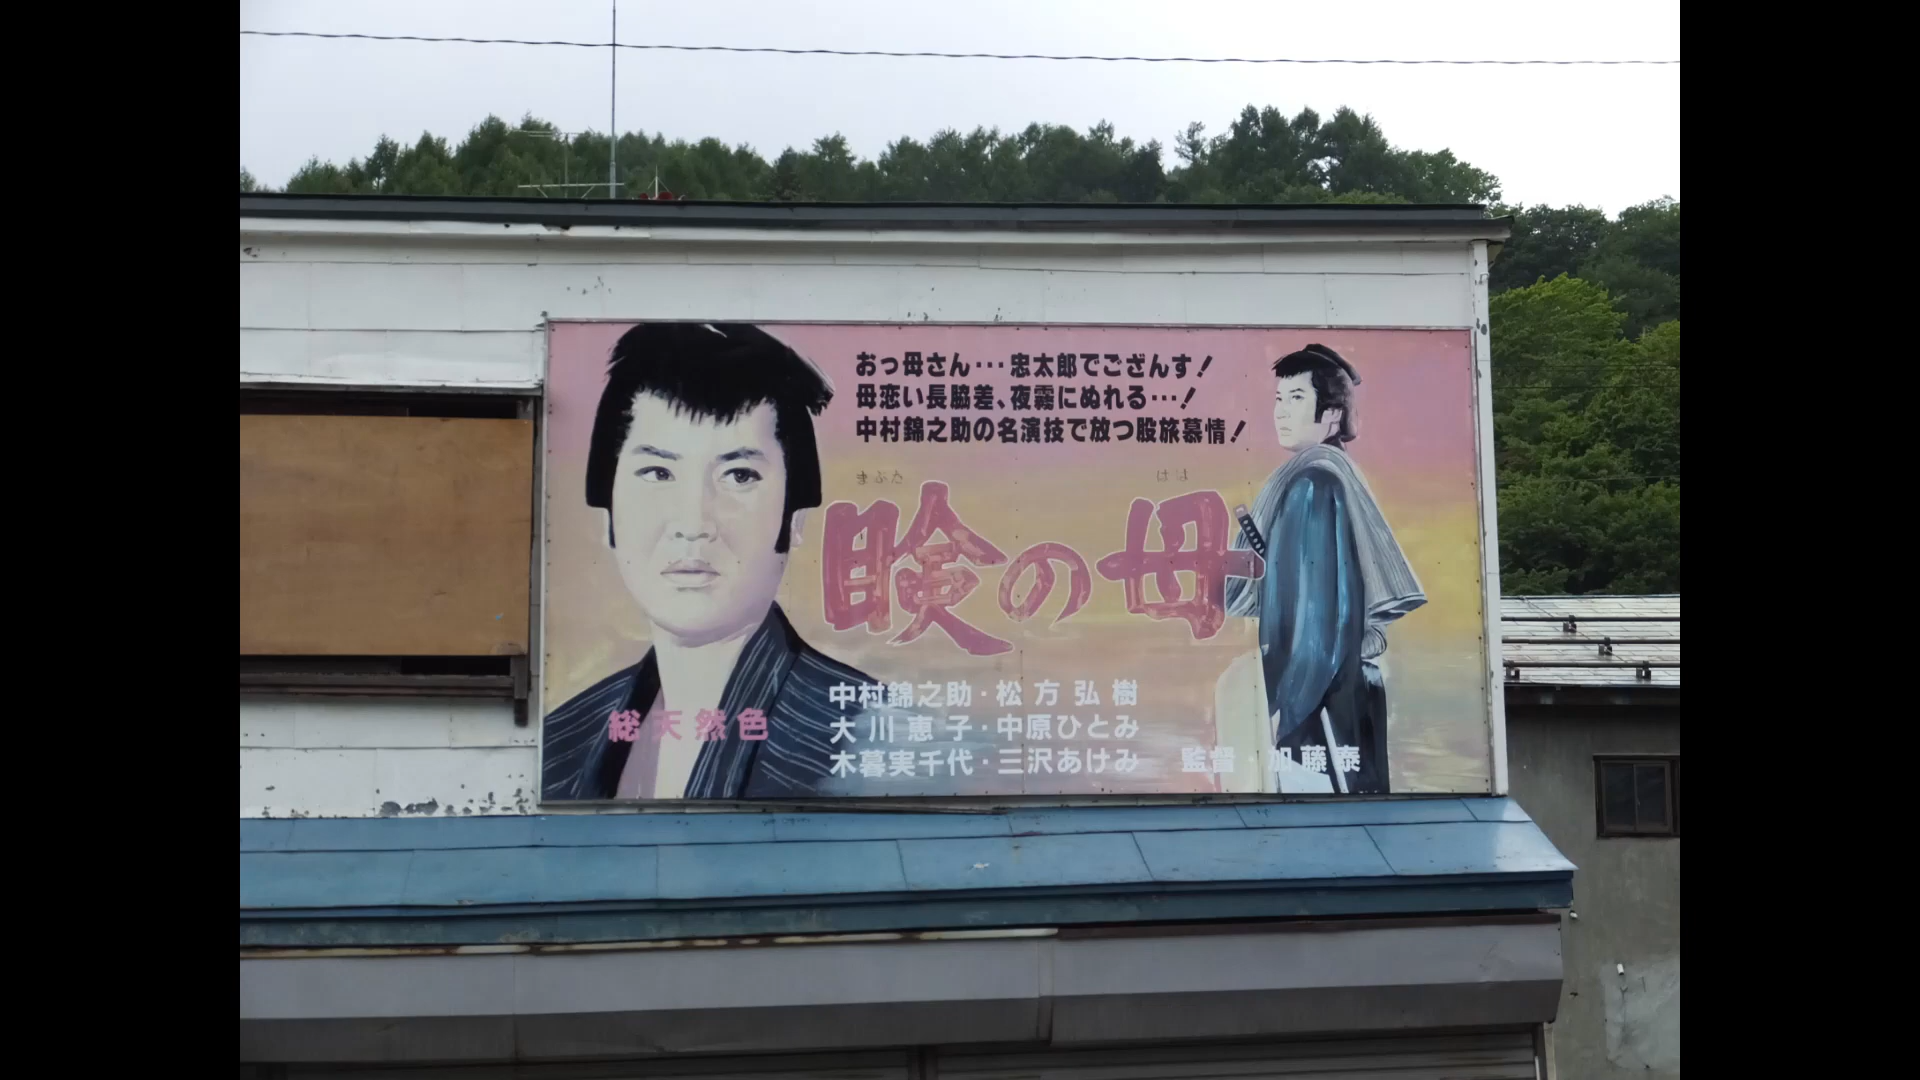 おっ母さん…忠太郎でござんす!
母恋い長脇差、夜霧にぬれる…!
中村錦之助の名演技で放つ股旅慕情!
まぶた はは
瞼の母
総天然色
中村錦之助・松方弘樹
大川恵子・中原ひとみ
木暮実千代・三沢あけみ 監督・加藤泰